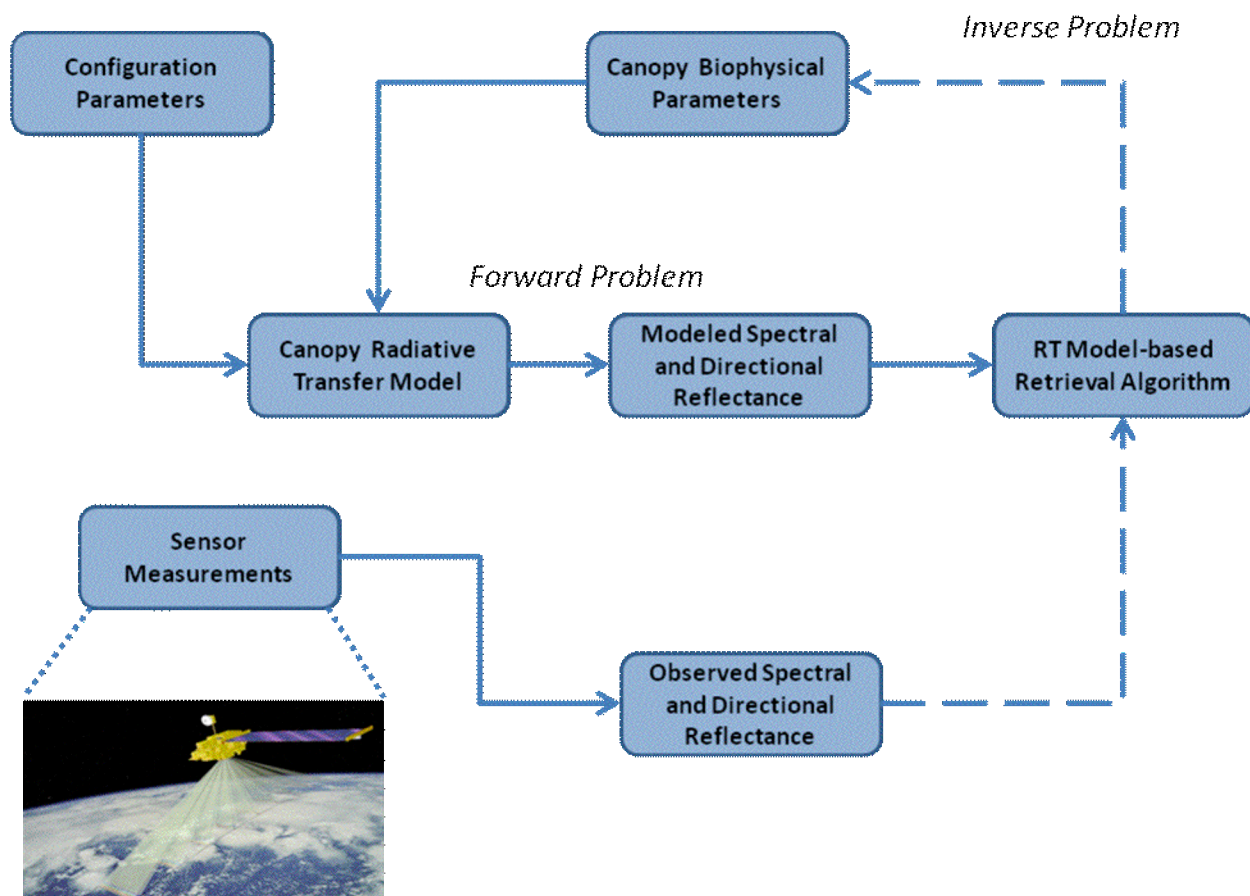 Inverse Problem
Configuration
Parameters
Canopy Biophysical
Parameters
Forward Problem
Canopy Radiative
Transfer Model
Modeled Spectral
and Directional
Reflectance
RT Model-based
Retrieval Algorithm
Sensor
Measurements
Observed Spectral
and Directional
Reflectance